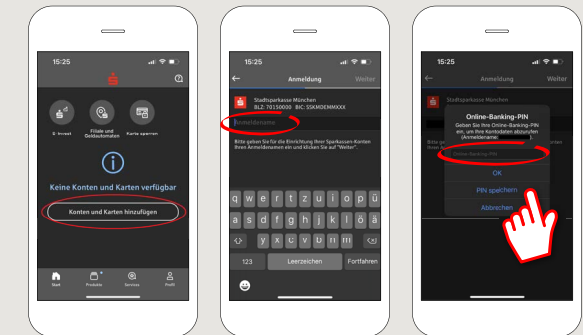 15:25
S-Invest
Filiale und
Geldautomaten
Karte sperren
Keine Konten und Karten verfügbar
Konten und Karten hinzufügen
Start
Produkte
Services
Profil
15:25
Anmeldung
Weiter
Stadtsparkasse München
BLZ: 70150000 BIC: SSKMDEMMXXX
Anmeldename
Bitte geben Sie für die Einrichtung Ihrer Sparkassen-Konten
Ihren Anmeldenamen ein und klicken Sie auf "Weiter".
q w e r t z u i o p ü
a s d f g h j k l ö ä
y x c v b n m
123
Leerzeichen
Fortfahren
15:25
Anmeldung
Weiter
Stadtsparkasse München
Online-Banking-PIN
Geben Sie Ihre Online-Banking-PIN
ein, um Ihre Kontodaten abzurufen
(Anmeldename:
Online-Banking-PIN
OK
PIN speichern
Abbrechen